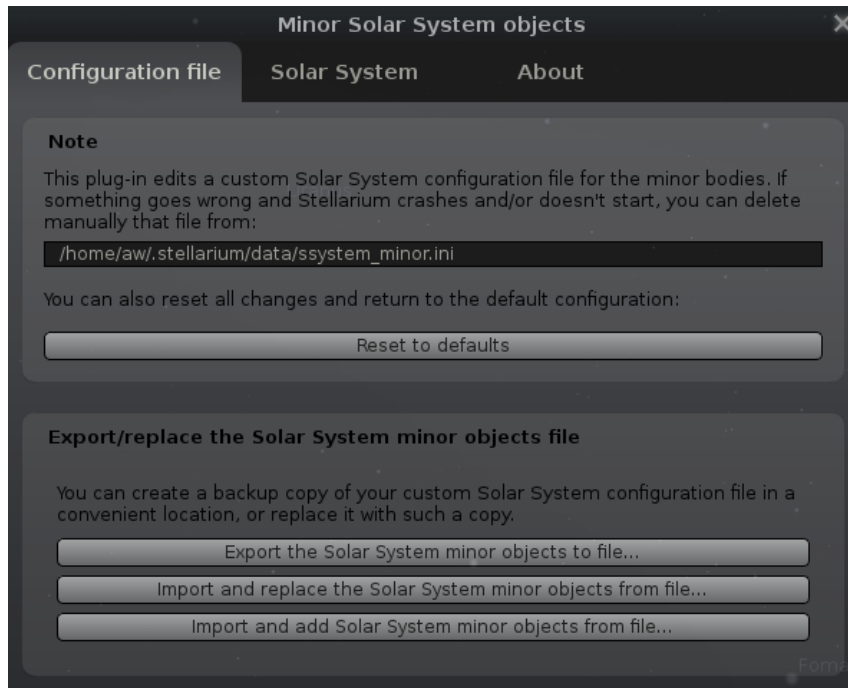 Minor Solar System objects
Configuration file
Solar System
About
Note
This plug-in edits a custom Solar System configuration file for the minor bodies. If
something goes wrong and Stellarium crashes and/or doesn't start, you can delete
manually that file from:
/home/aw/.stellarium/data/ssystem_minor.ini
You can also reset all changes and return to the default configuration:
Reset to defaults
Export/replace the Solar System minor objects file
You can create a backup copy of your custom Solar System configuration file in a
convenient location, or replace it with such a copy.
Export the Solar System minor objects to file...
Import and replace the Solar System minor objects from file...
Import and add Solar System minor objects from file...